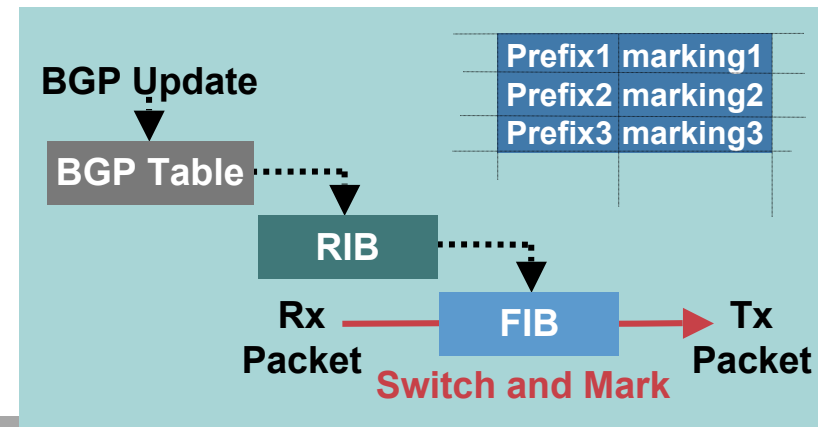 Prefix1 marking1
BGP Update
Prefix2 marking2
Prefix3 marking3
BGP Table
RIB
Rx
Packet
FIB
Tx
Packet
Switch and Mark